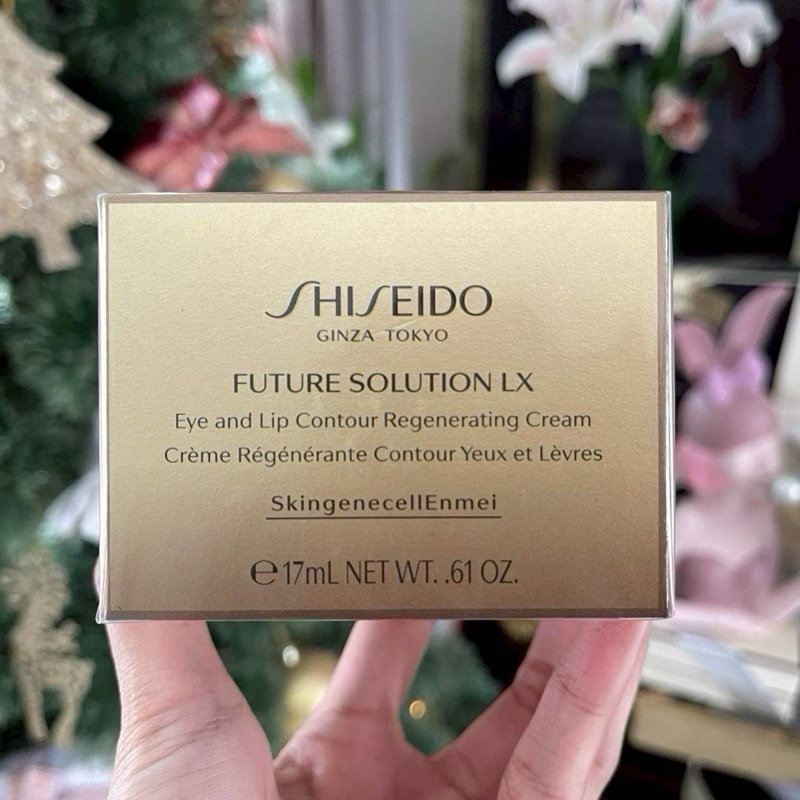 SHISEIDO
GINZA TOKYO
FUTURE SOLUTION LX
Eye and Lip Contour Regenerating Cream
Crème Régénérante Contour Yeux et Lèvres
SkingenecellEnmei
℮17mL NET WT. .61 OZ.